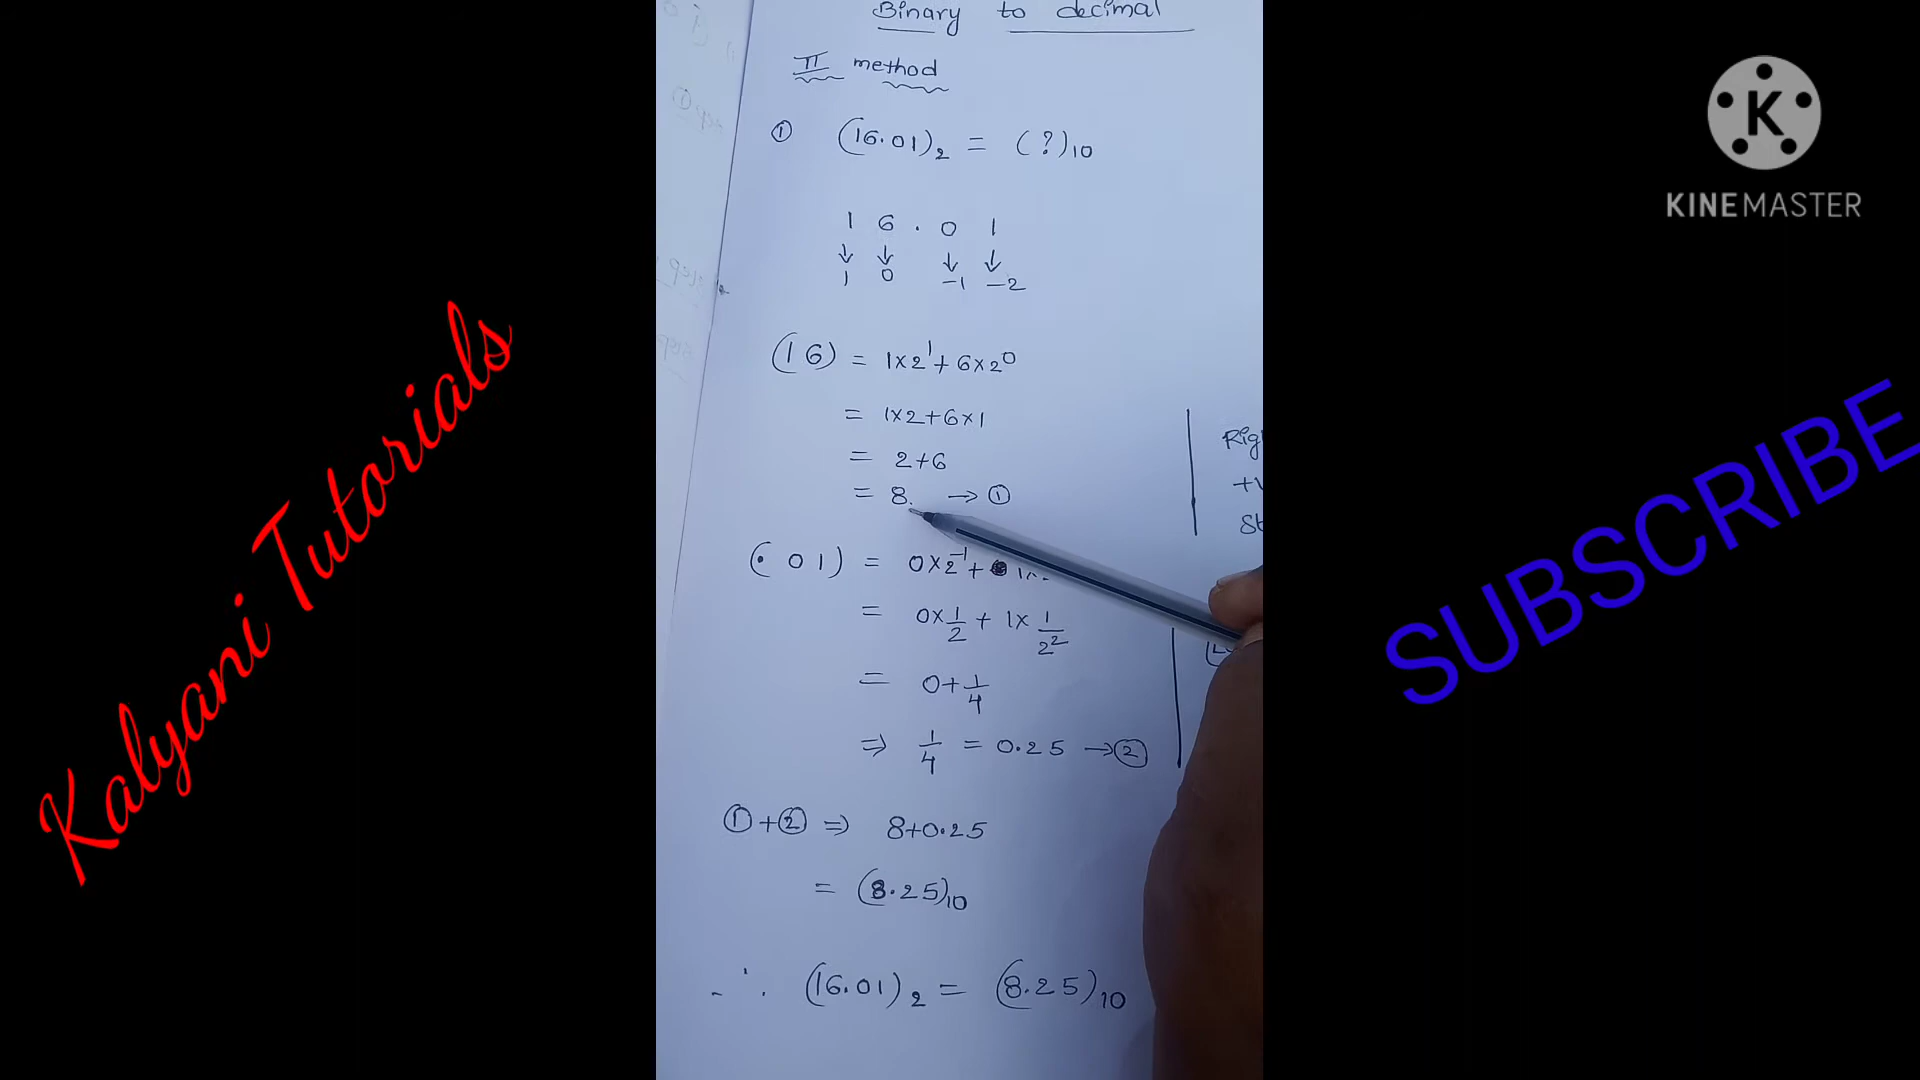 Binary to decimal
II method
① (16.01)₂ = (?)₁₀
1 6 . 0 1
↓ ↓ ↓ ↓
1 0 -1 -2
(16) = 1×2¹+6×2⁰
= 1×2+6×1
= 2+6
= 8. → ①
(• 0 1) = 0×2⁻¹+
= 0×1/2 + 1×1/2²
= 0+1/4
⇒ 1/4 = 0.25 → ②
①+② ⇒ 8+0.25
= (8.25)₁₀
∴ (16.01)₂ = (8.25)₁₀
Kalyani Tutorials
K
KINEMASTER
SUBSCRIBE